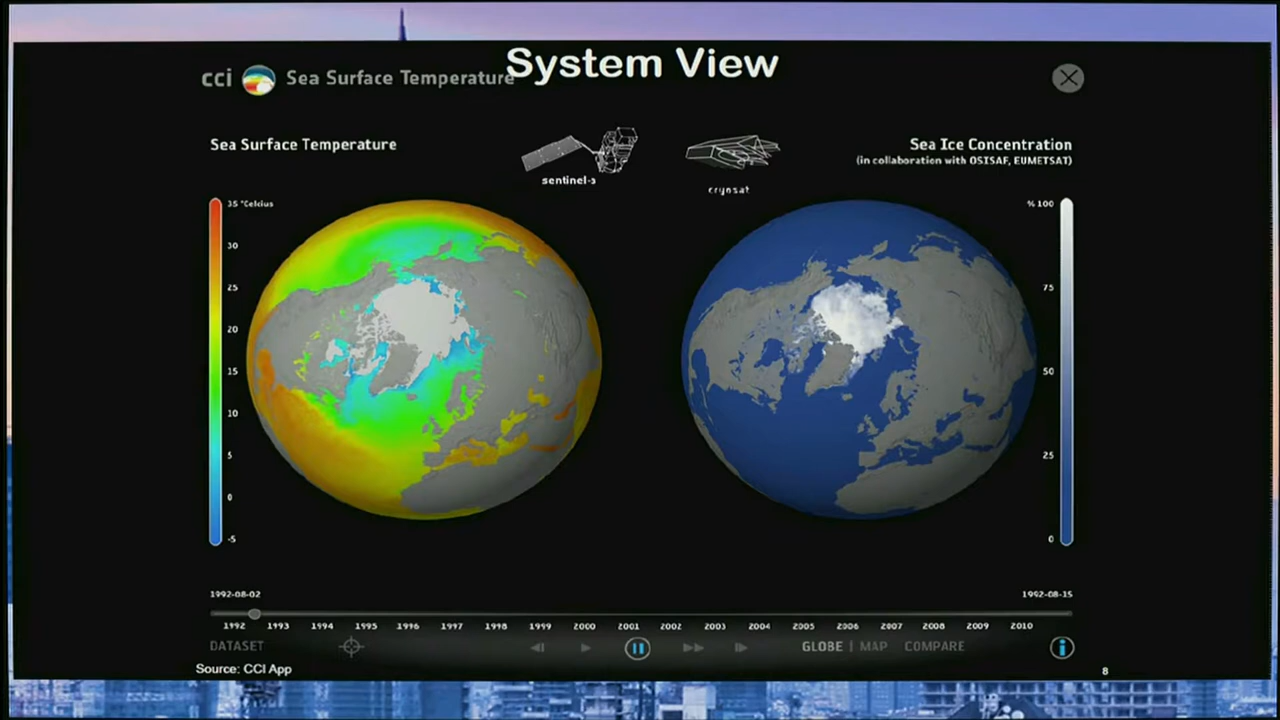 System View
cci Sea Surface Temperature
Sea Surface Temperature
sentinel-3
cryosat
Sea Ice Concentration
(in collaboration with OSISAF, EUMETSAT)
35 °Celcius
30
25
20
15
10
5
0
-5
% 100
75
50
25
0
1992-08-02
1992-08-15
1992 1993 1994 1995 1996 1997 1998 1999 2000 2001 2002 2003 2004 2005 2006 2007 2008 2009 2010
DATASET
GLOBE | MAP COMPARE
i
Source: CCI App
8